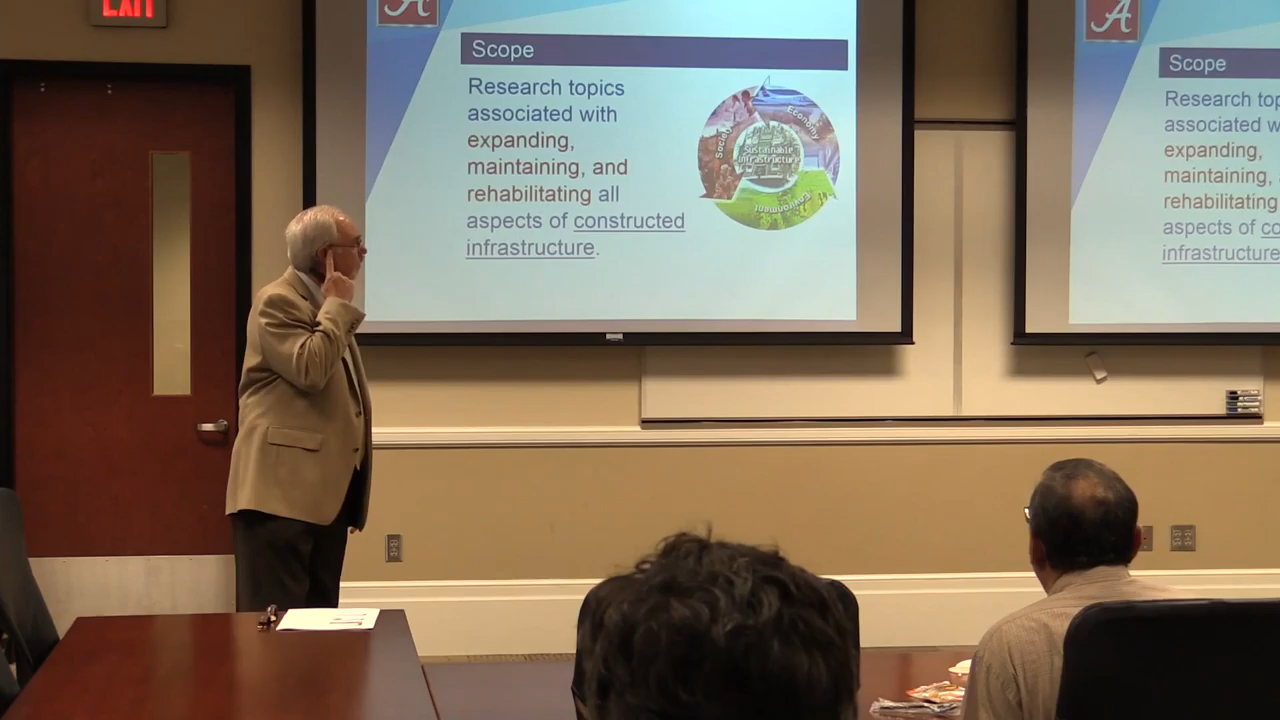 EXIT
A
Scope
Research topics
associated with
expanding,
maintaining, and
rehabilitating all
aspects of constructed
infrastructure.
Society
Economy
Sustainable
Infrastructure
Environment
A
Scope
Research top
associated w
expanding,
maintaining,
rehabilitating
aspects of co
infrastructure